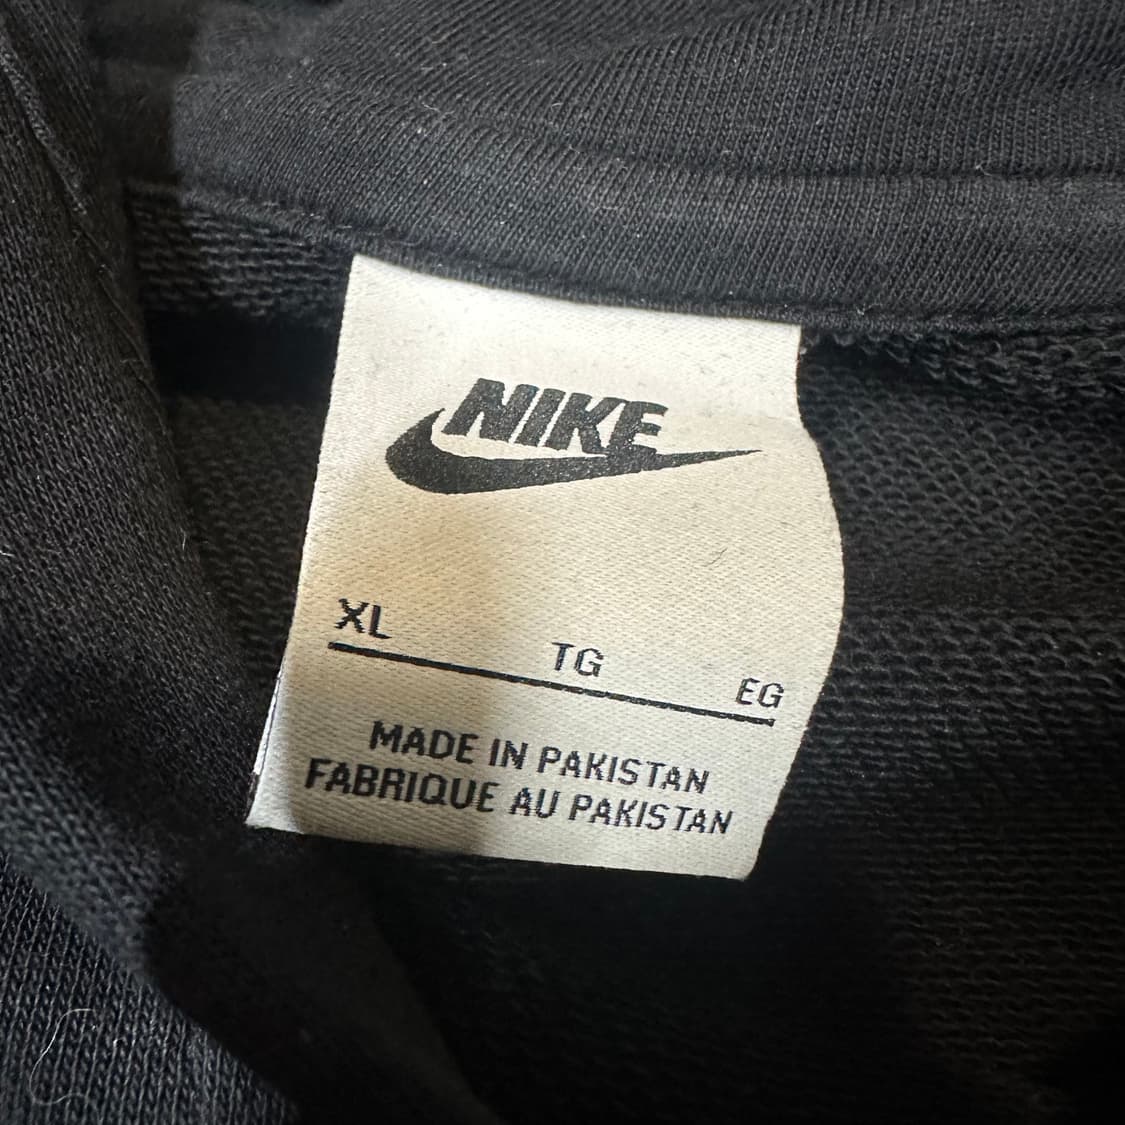 NIKE
XL TG EG
MADE IN PAKISTAN
FABRIQUE AU PAKISTAN